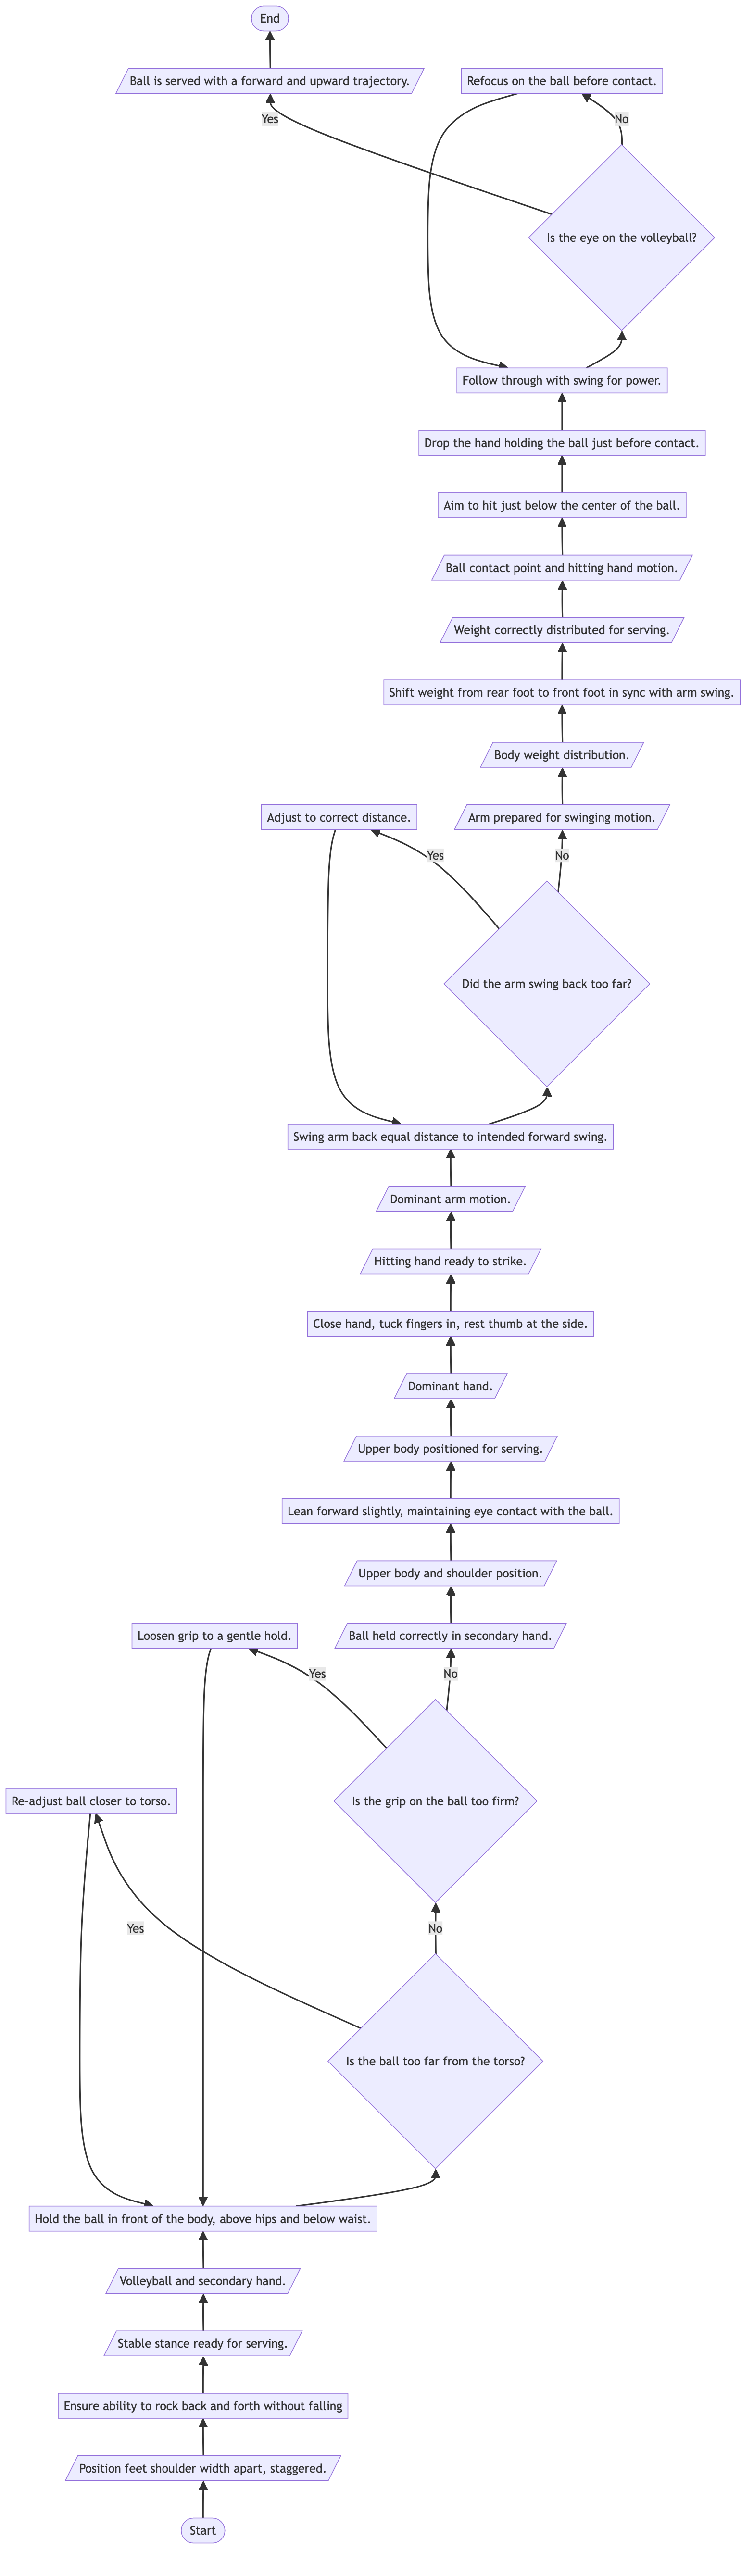 End
Ball is served with a forward and upward trajectory.
Refocus on the ball before contact.
Yes
No
Is the eye on the volleyball?
Follow through with swing for power.
Drop the hand holding the ball just before contact.
Aim to hit just below the center of the ball.
Ball contact point and hitting hand motion.
Weight correctly distributed for serving.
Shift weight from rear foot to front foot in sync with arm swing.
Body weight distribution.
Adjust to correct distance.
Arm prepared for swinging motion.
Yes
No
Did the arm swing back too far?
Swing arm back equal distance to intended forward swing.
Dominant arm motion.
Hitting hand ready to strike.
Close hand, tuck fingers in, rest thumb at the side.
Dominant hand.
Upper body positioned for serving.
Lean forward slightly, maintaining eye contact with the ball.
Upper body and shoulder position.
Loosen grip to a gentle hold.
Ball held correctly in secondary hand.
Yes
No
Re-adjust ball closer to torso.
Is the grip on the ball too firm?
Yes
No
Is the ball too far from the torso?
Hold the ball in front of the body, above hips and below waist.
Volleyball and secondary hand.
Stable stance ready for serving.
Ensure ability to rock back and forth without falling
Position feet shoulder width apart, staggered.
Start